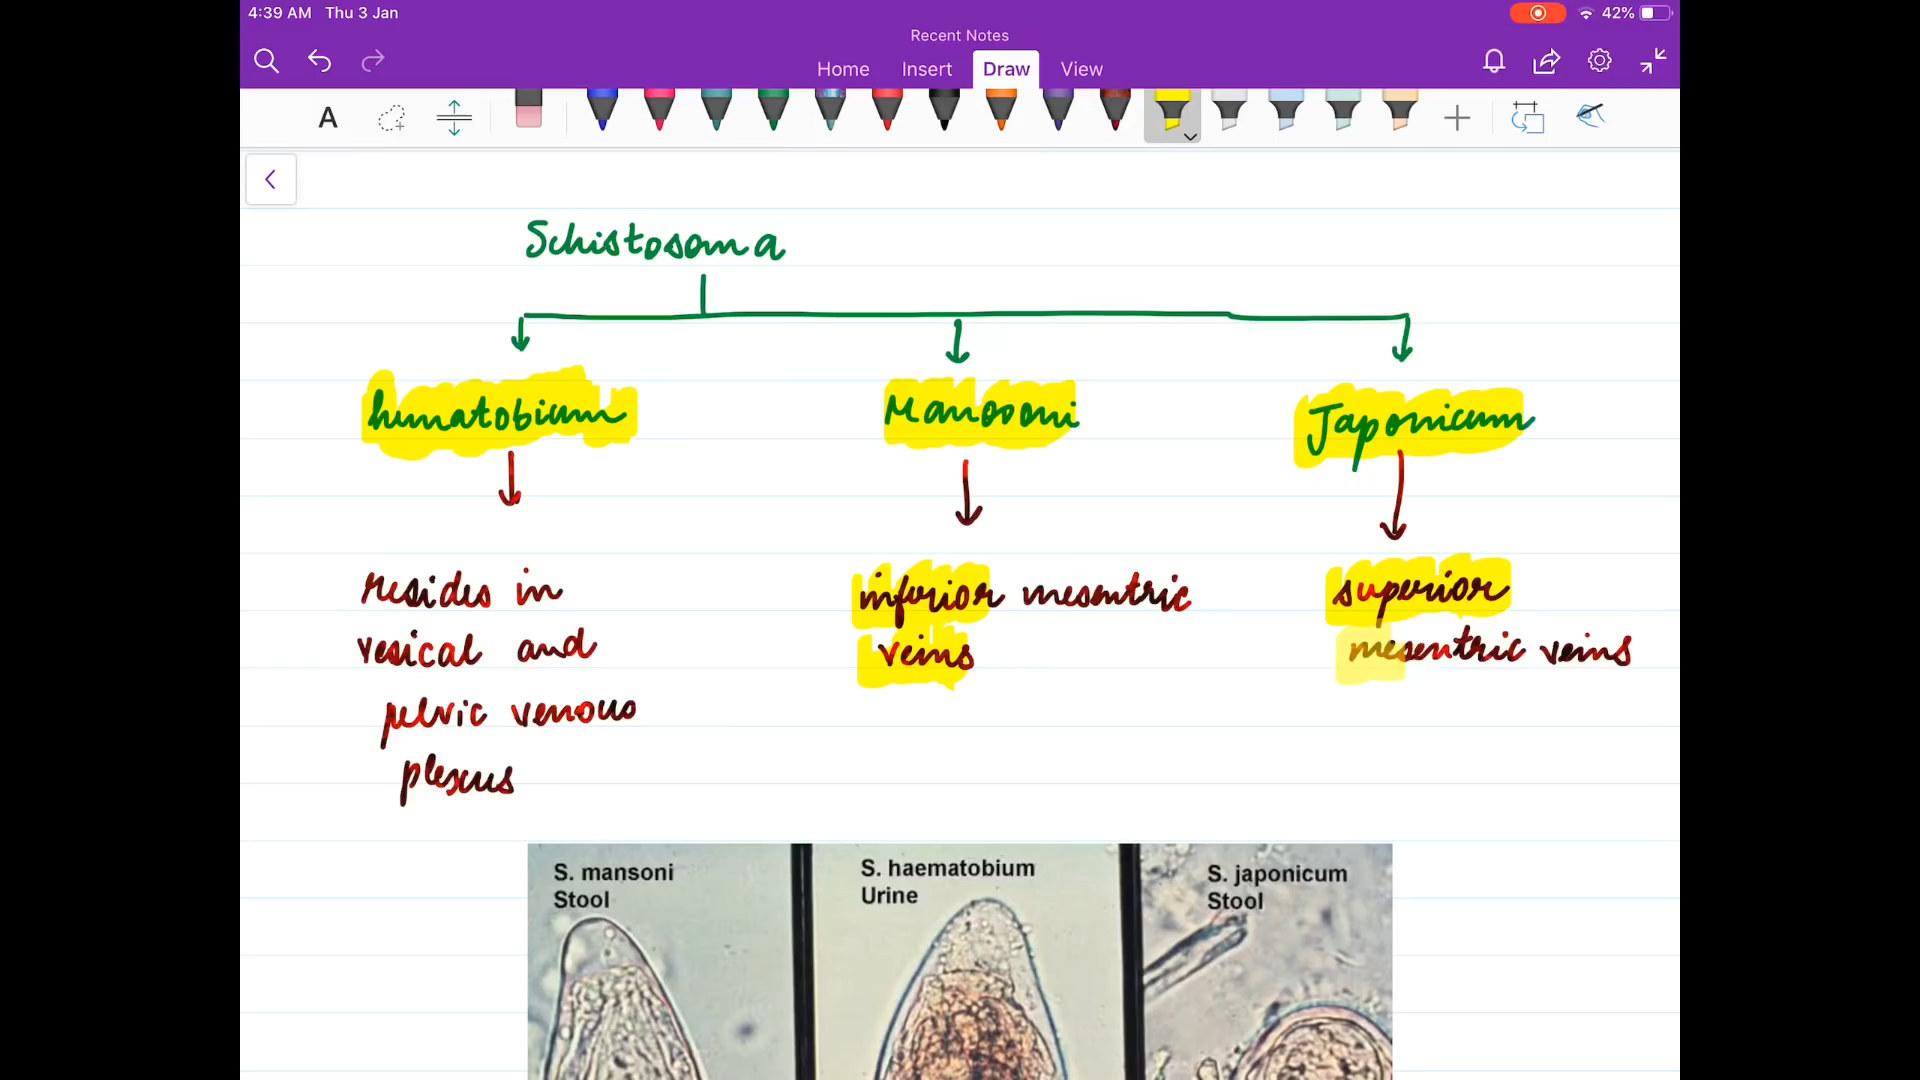 4:39 AM Thu 3 Jan
42%
Recent Notes
Home Insert Draw View
A
Schistosoma
hematobium Mansoni Japonicum
resides in inferior mesentric superior
vesical and veins mesentric veins
pelvic venous
plexus
S. mansoni S. haematobium S. japonicum
Stool Urine Stool